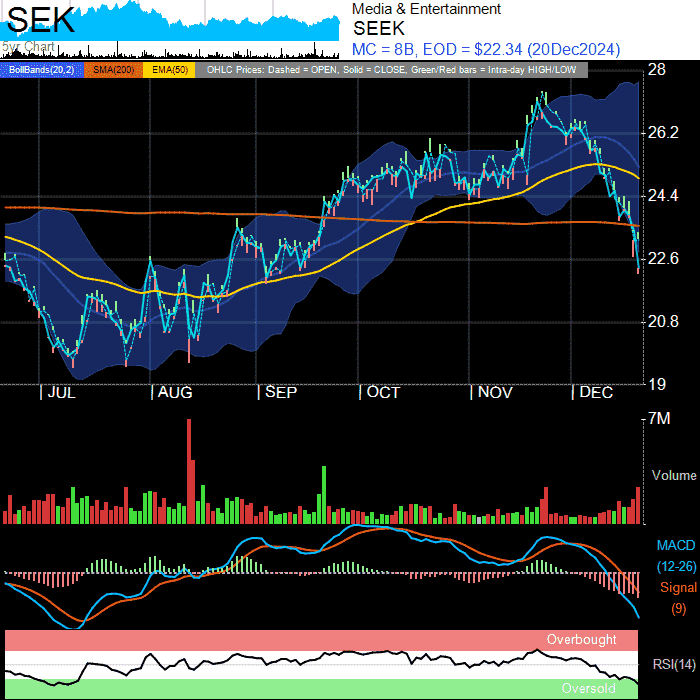 SEK
5yr Chart
Media & Entertainment
SEEK
MC = 8B, EOD = $22.34 (20Dec2024)
BollBands(20,2) SMA(200) EMA(50) OHLC Prices: Dashed = OPEN, Solid = CLOSE, Green/Red bars = Intra-day HIGH/LOW
28
26.2
24.4
22.6
20.8
19
JUL AUG SEP OCT NOV DEC
7M
Volume
MACD
(12-26)
Signal
(9)
Overbought
RSI(14)
Oversold